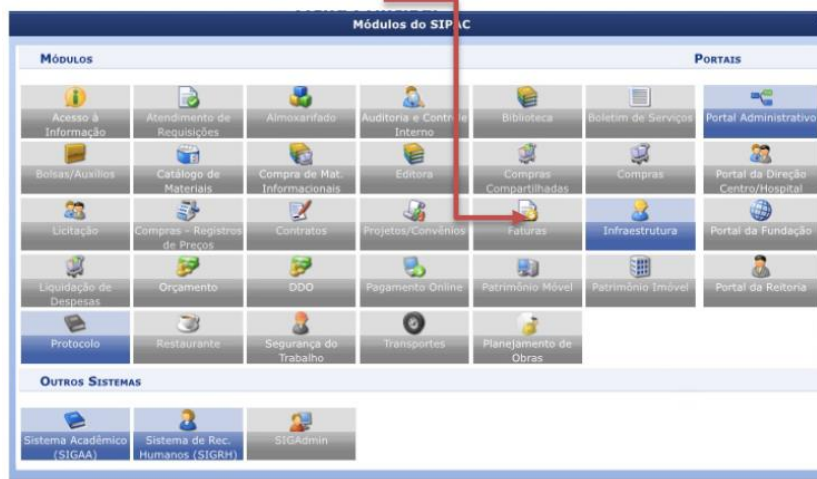 Módulos do SIPAC
MÓDULOS
PORTAIS
Acesso à
Informação
Atendimento de
Requisições
Almoxarifado
Auditoria e Controle
Interno
Biblioteca
Boletim de Serviços
Portal Administrativo
Bolsas/Auxílios
Catálogo de
Materiais
Compra de Mat.
Informacionais
Editora
Compras
Compartilhadas
Compras
Portal da Direção
Centro/Hospital
Licitação
Compras - Registros
de Preços
Contratos
Projetos/Convênios
Faturas
Infraestrutura
Portal da Fundação
Liquidação de
Despesas
Orçamento
DDO
Pagamento Online
Patrimônio Móvel
Patrimônio Imóvel
Portal da Reitoria
Protocolo
Restaurante
Segurança do
Trabalho
Transportes
Planejamento de
Obras
OUTROS SISTEMAS
Sistema Acadêmico
(SIGAA)
Sistema de Rec.
Humanos (SIGRH)
SIGAdmin